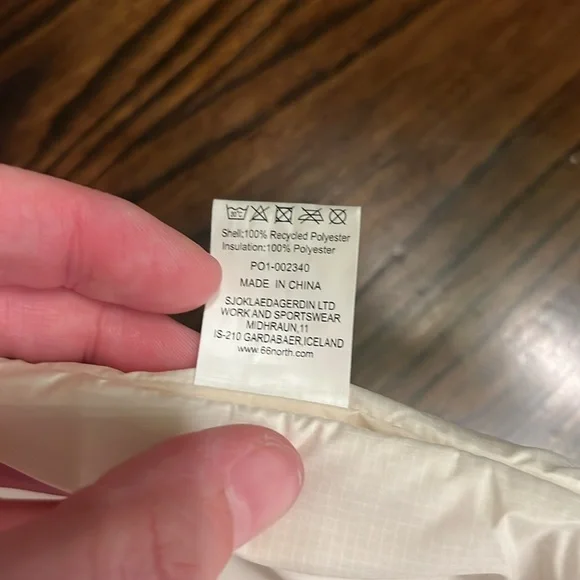 30°C
Shell:100% Recycled Polyester
Insulation:100% Polyester
PO1-002340
MADE IN CHINA
SJOKLAEDAGERDIN LTD
WORK AND SPORTSWEAR
MIDHRAUN,11
IS-210 GARDABAER,ICELAND
www.66north.com